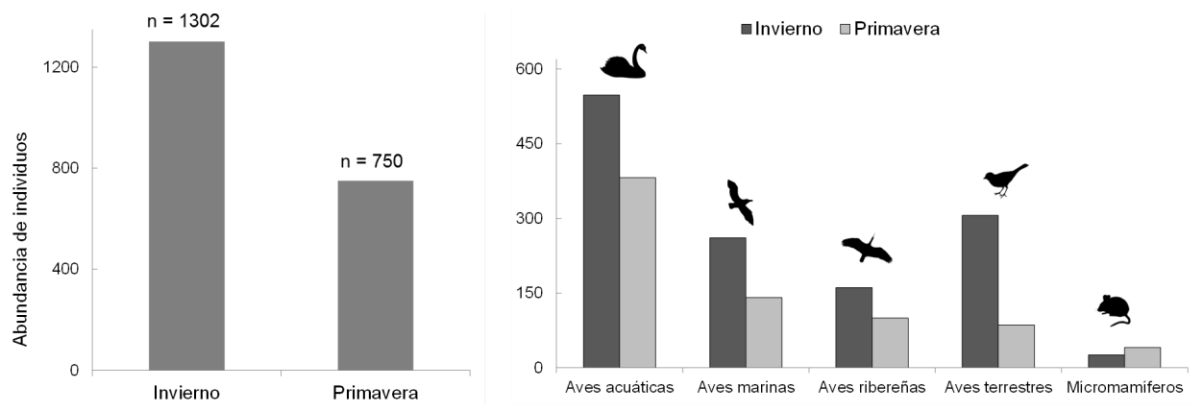 n = 1302
1200
n = 750
800
Abundancia de individuos
400
0
Invierno
Primavera
Invierno
Primavera
600
450
300
150
0
Aves acuáticas
Aves marinas
Aves ribereñas
Aves terrestres
Micromamiferos